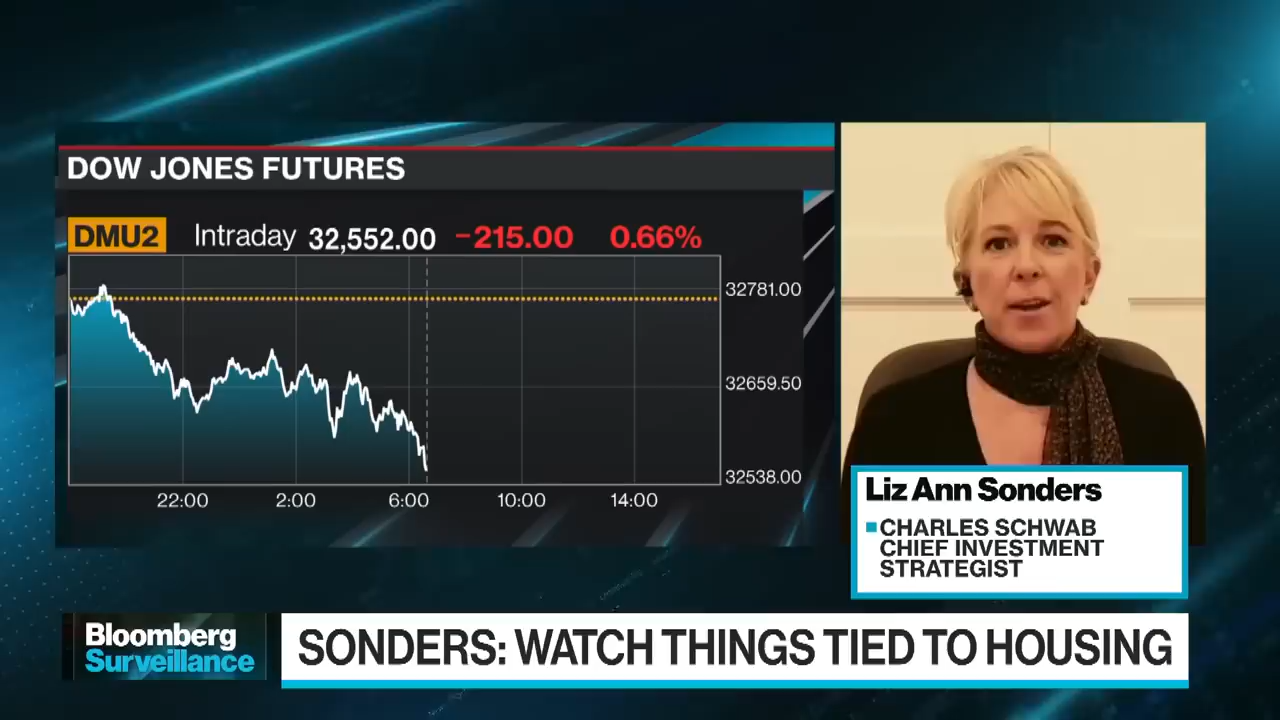 DOW JONES FUTURES
DMU2 Intraday 32,552.00 −215.00 0.66%
32781.00
32659.50
32538.00
22:00 2:00 6:00 10:00 14:00
Liz Ann Sonders
CHARLES SCHWAB
CHIEF INVESTMENT
STRATEGIST
Bloomberg
Surveillance
SONDERS: WATCH THINGS TIED TO HOUSING